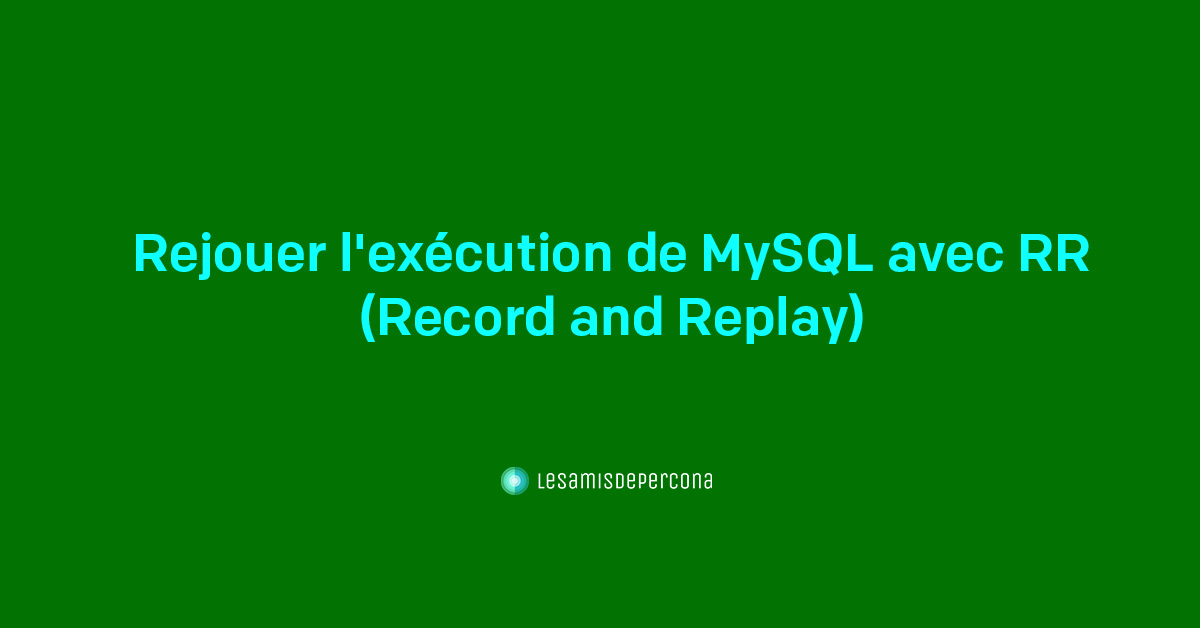 Rejouer l'exécution de MySQL avec RR
(Record and Replay)
LesamisdePercona